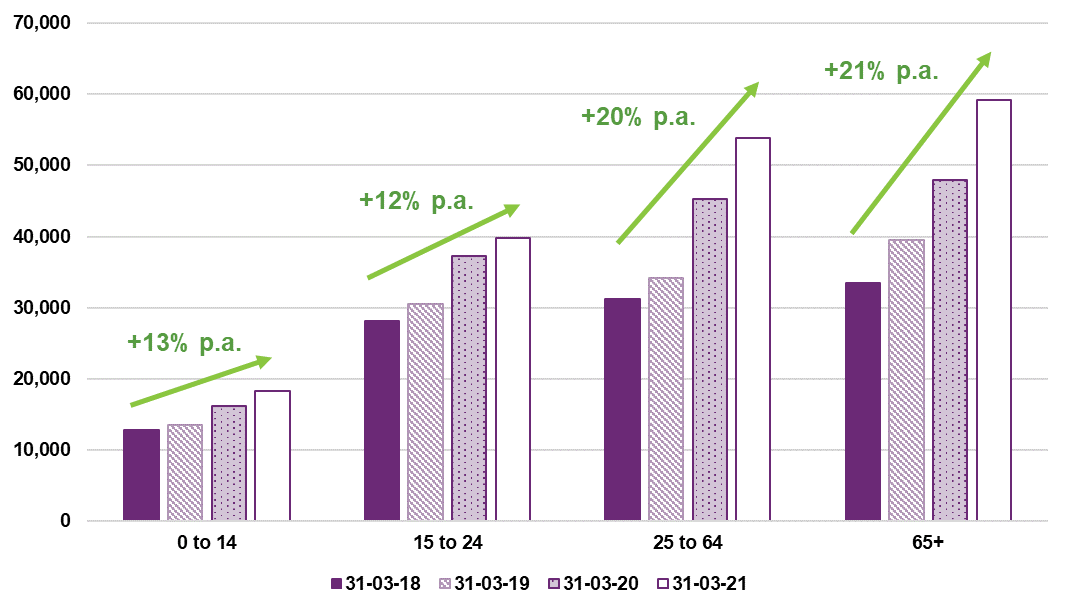 70,000
60,000
50,000
40,000
30,000
20,000
10,000
0
+13% p.a.
+12% p.a.
+20% p.a.
+21% p.a.
0 to 14
15 to 24
25 to 64
65+
31-03-18 31-03-19 31-03-20 31-03-21